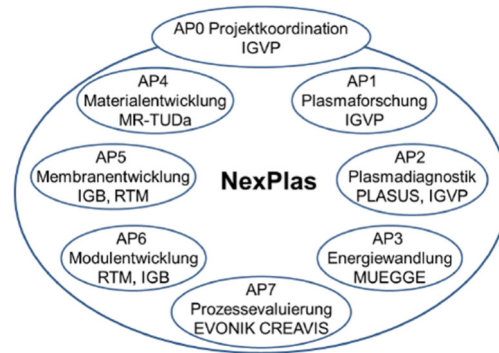 AP0 Projektkoordination
IGVP
AP4
Materialentwicklung
MR-TUDa
AP1
Plasmaforschung
IGVP
AP5
Membranentwicklung
IGB, RTM
NexPlas
AP2
Plasmadiagnostik
PLASUS, IGVP
AP6
Modulentwicklung
RTM, IGB
AP3
Energiewandlung
MUEGGE
AP7
Prozessevaluierung
EVONIK CREAVIS